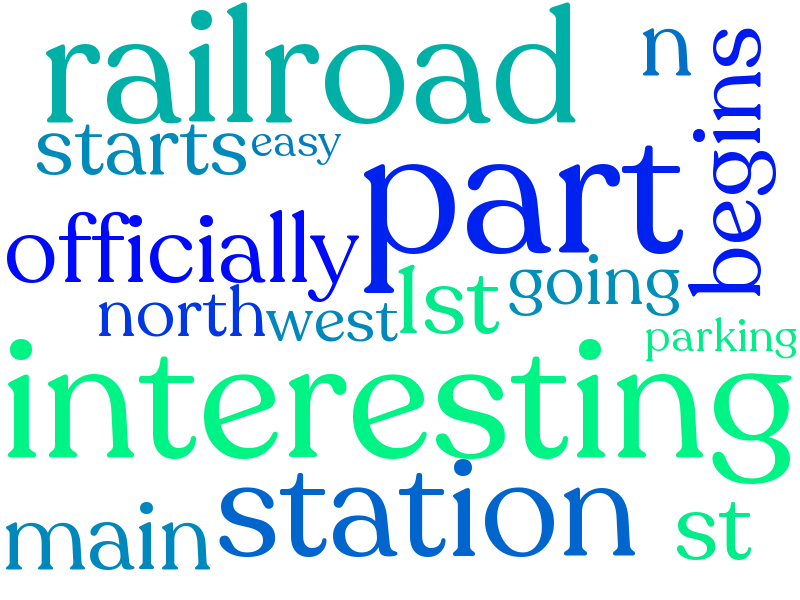 railroad
n
begins
starts
easy
part
officially
going
north
west
1st
parking
interesting
station
main
st